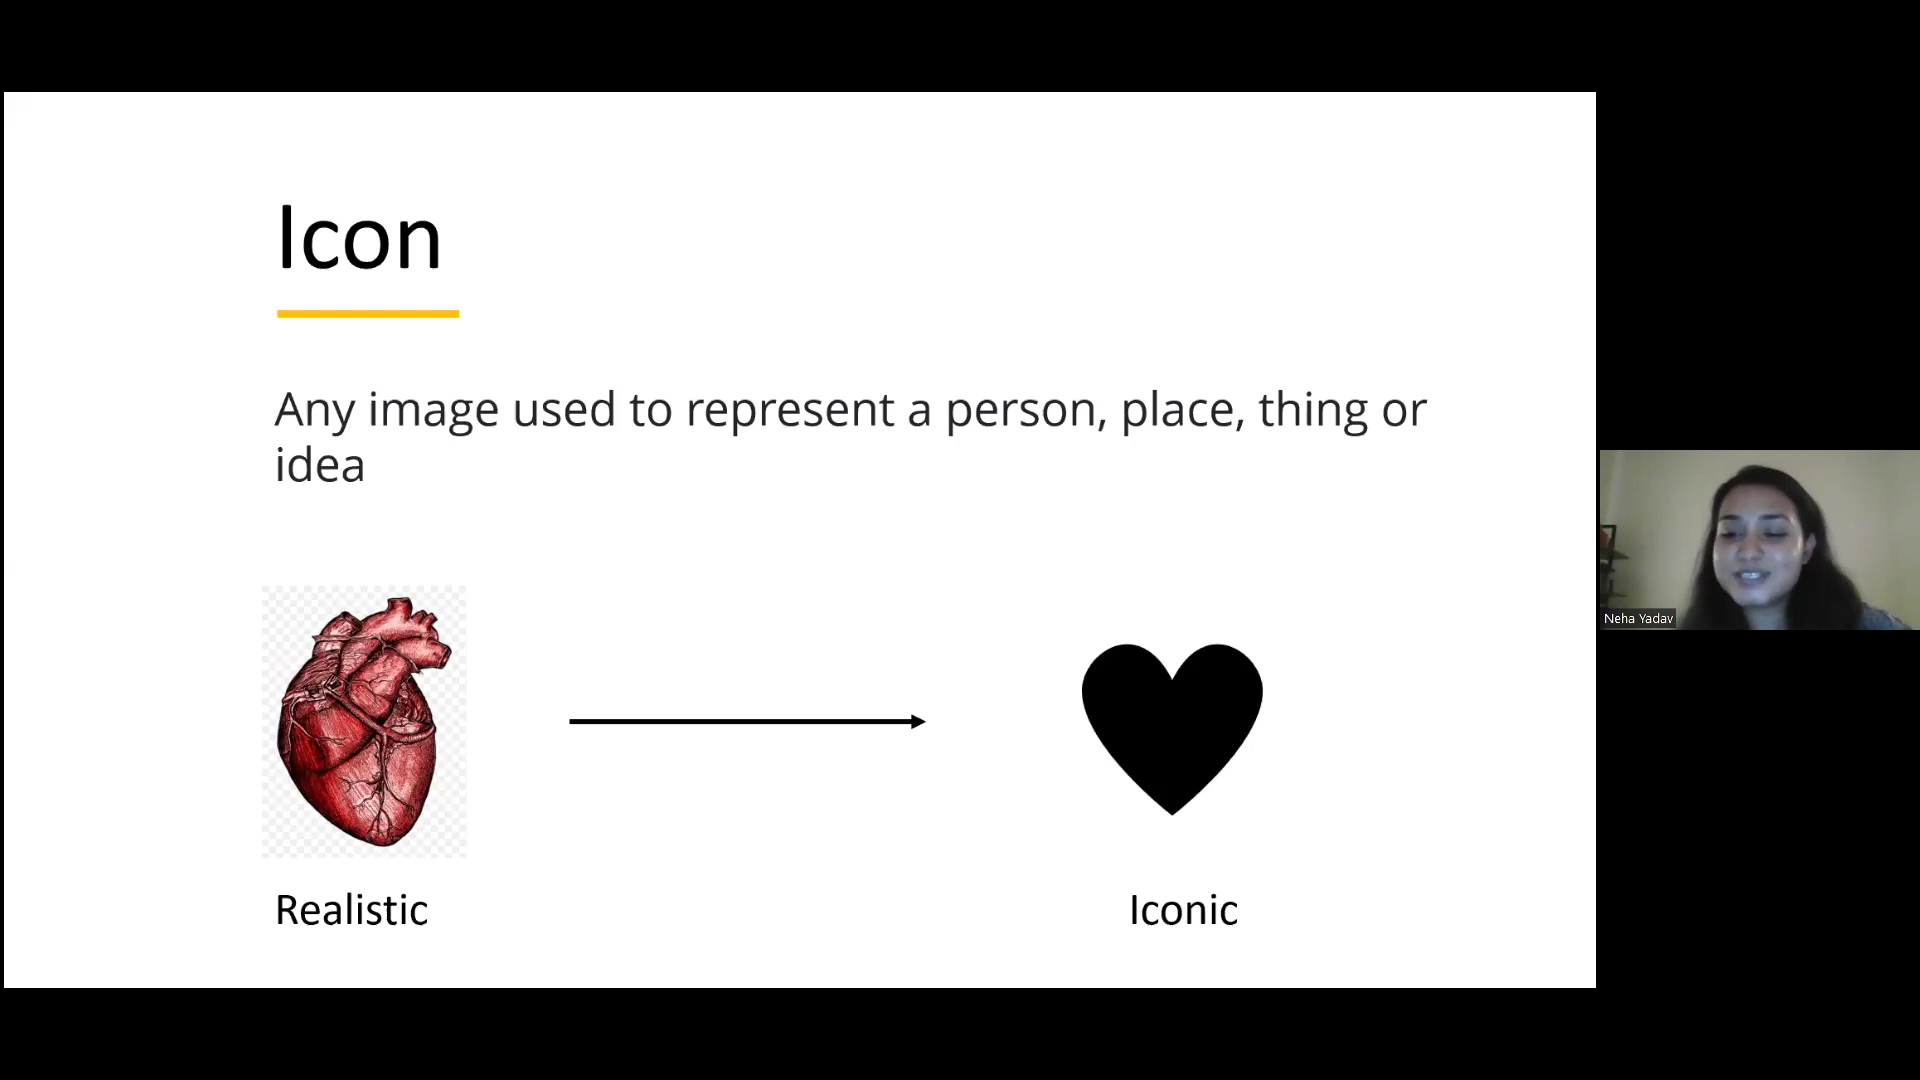 Icon
Any image used to represent a person, place, thing or
idea
Realistic
Iconic
Neha Yadav